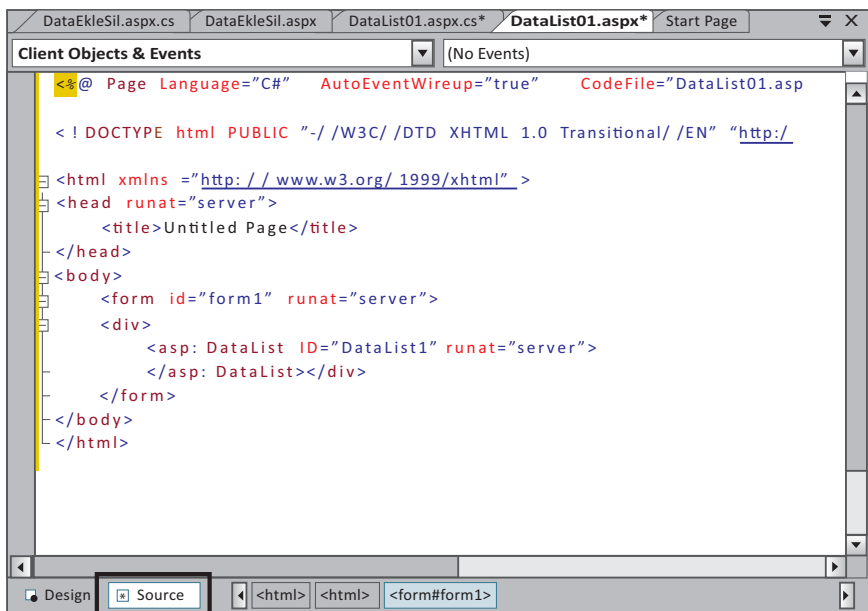 DataEkleSil.aspx.cs DataEkleSil.aspx DataList01.aspx.cs* DataList01.aspx* Start Page
Client Objects & Events (No Events)
<%@ Page Language="C#" AutoEventWireup="true" CodeFile="DataList01.asp
< ! DOCTYPE html PUBLIC "-/ /W3C/ /DTD XHTML 1.0 Transitional/ /EN" "http:/
<html xmlns ="http: / / www.w3.org/ 1999/xhtml" >
<head runat="server">
<title>Untitled Page</title>
</head>
<body>
<form id="form1" runat="server">
<div>
<asp: DataList ID="DataList1" runat="server">
</asp: DataList></div>
</form>
</body>
</html>
Design Source <html> <html> <form#form1>